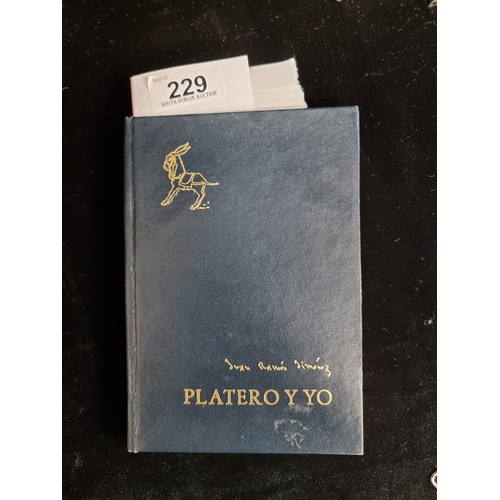 229
SOUTH DUBLIN AUCTION
Juan Ramón Jiménez
PLATERO Y YO